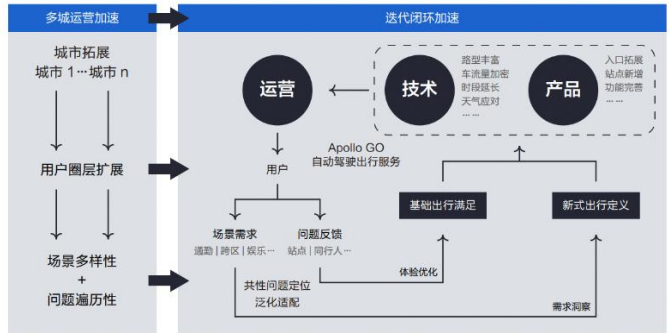 多城运营加速
迭代闭环加速
城市拓展
城市 1…城市 n
用户圈层扩展
场景多样性
+
问题遍历性
运营
技术
路型丰富
车流量加密
时段延长
天气应对
……
产品
入口拓展
站点新增
功能完善
……
Apollo GO
自动驾驶出行服务
用户
场景需求
通勤|跨区|娱乐…
问题反馈
站点|同行人…
基础出行满足
新式出行定义
体验优化
共性问题定位
泛化适配
需求洞察